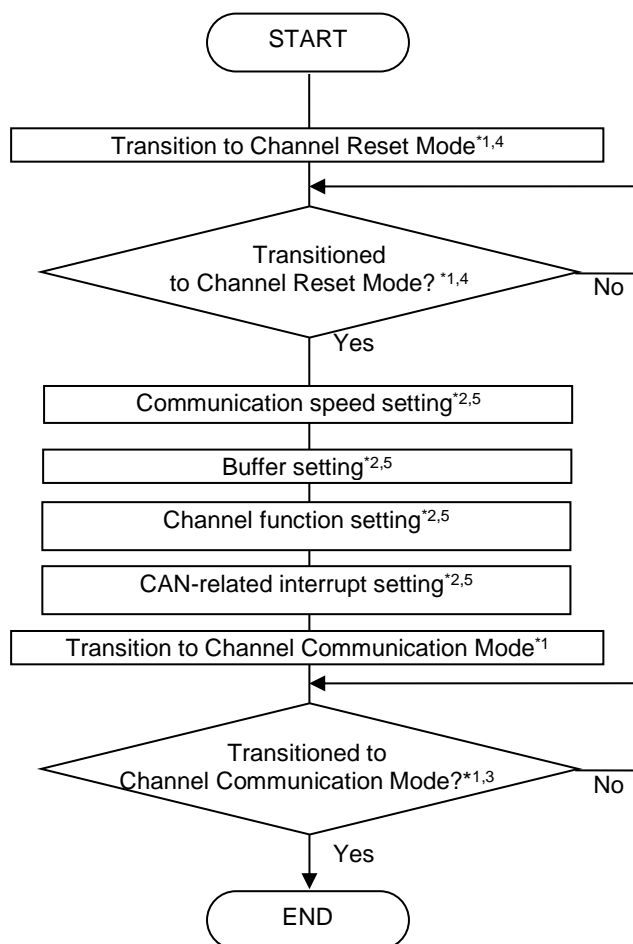 START
Transition to Channel Reset Mode*1,4
Transitioned
to Channel Reset Mode? *1,4
No
Yes
Communication speed setting*2,5
Buffer setting*2,5
Channel function setting*2,5
CAN-related interrupt setting*2,5
Transition to Channel Communication Mode*1
Transitioned to
Channel Communication Mode?*1,3
No
Yes
END